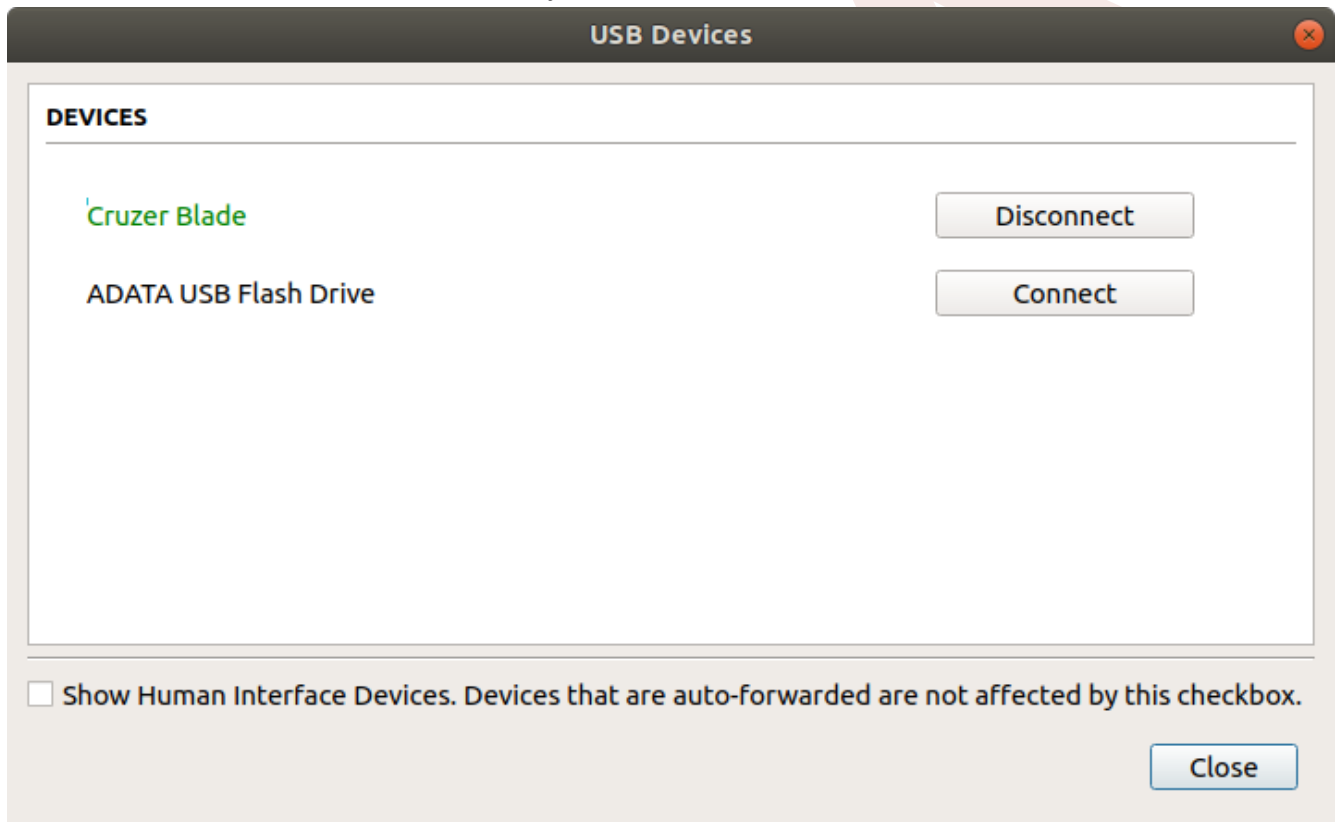 USB Devices
DEVICES
Cruzer Blade Disconnect
ADATA USB Flash Drive Connect
Show Human Interface Devices. Devices that are auto-forwarded are not affected by this checkbox.
Close